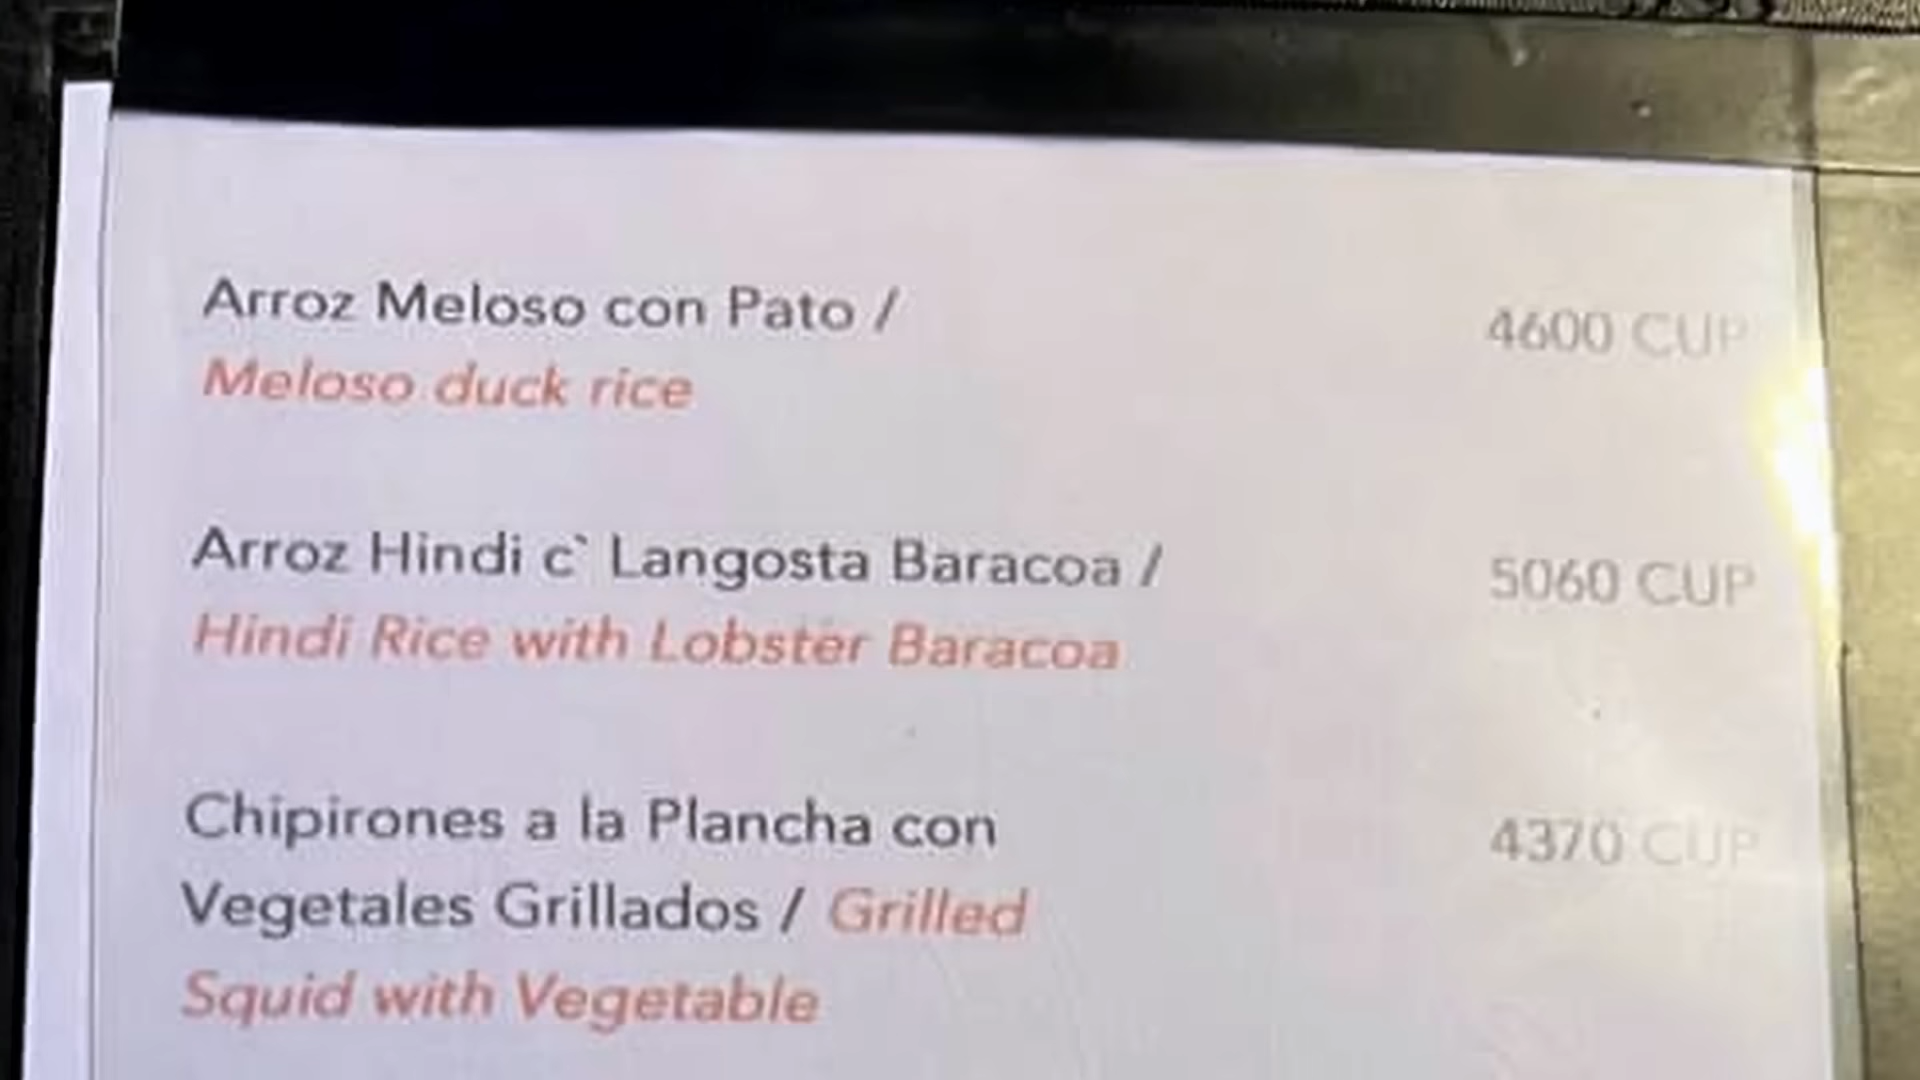 Arroz Meloso con Pato / 4600 CUP
Meloso duck rice
Arroz Hindi c` Langosta Baracoa / 5060 CUP
Hindi Rice with Lobster Baracoa
Chipirones a la Plancha con 4370 CUP
Vegetales Grillados / Grilled
Squid with Vegetable